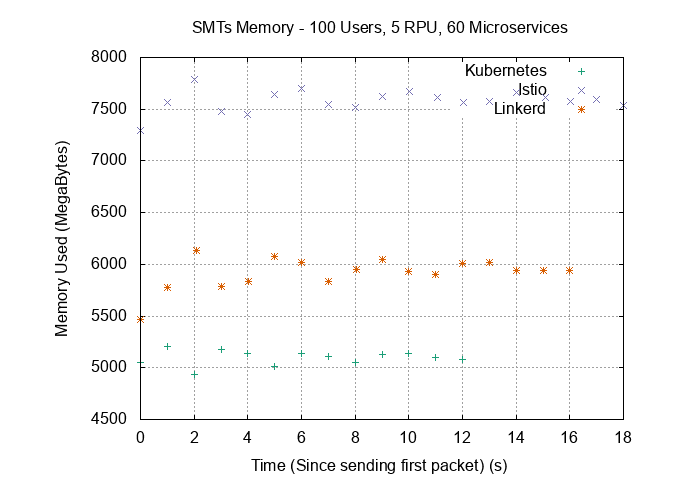 SMTs Memory - 100 Users, 5 RPU, 60 Microservices
8000
7500
7000
6500
6000
5500
5000
4500
Memory Used (MegaBytes)
Kubernetes
Istio
Linkerd
0 2 4 6 8 10 12 14 16 18
Time (Since sending first packet) (s)